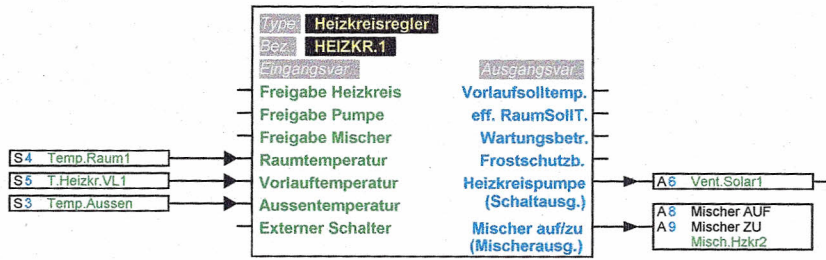 Type: Heizkreisregler
Bez.: HEIZKR.1
Eingangsvar. Ausgangsvar.
Freigabe Heizkreis Vorlaufsolltemp.
Freigabe Pumpe eff. RaumSollT.
Freigabe Mischer Wartungsbetr.
S4 Temp.Raum1 Raumtemperatur Frostschutzb.
S5 T.Heizkr.VL1 Vorlauftemperatur Heizkreispumpe A6 Vent.Solar1
S3 Temp.Aussen Aussentemperatur (Schaltausg.)
A8 Mischer AUF
Externer Schalter Mischer auf/zu A9 Mischer ZU
(Mischerausg.) Misch.Hzkr2